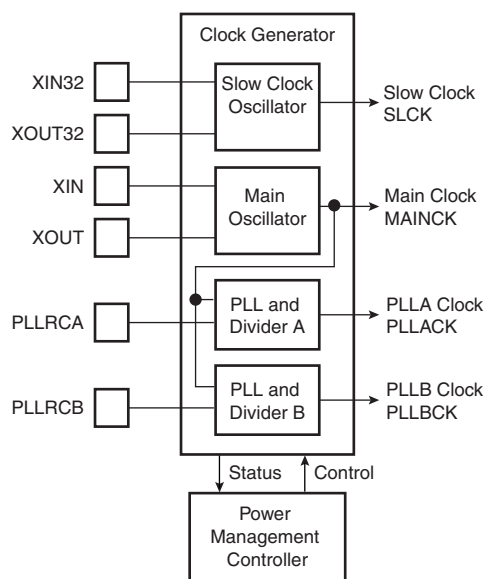 Clock Generator
XIN32
Slow Clock
Oscillator
Slow Clock
SLCK
XOUT32
XIN
Main
Oscillator
Main Clock
MAINCK
XOUT
PLLRCA
PLL and
Divider A
PLLA Clock
PLLACK
PLLRCB
PLL and
Divider B
PLLB Clock
PLLBCK
Status
Control
Power
Management
Controller